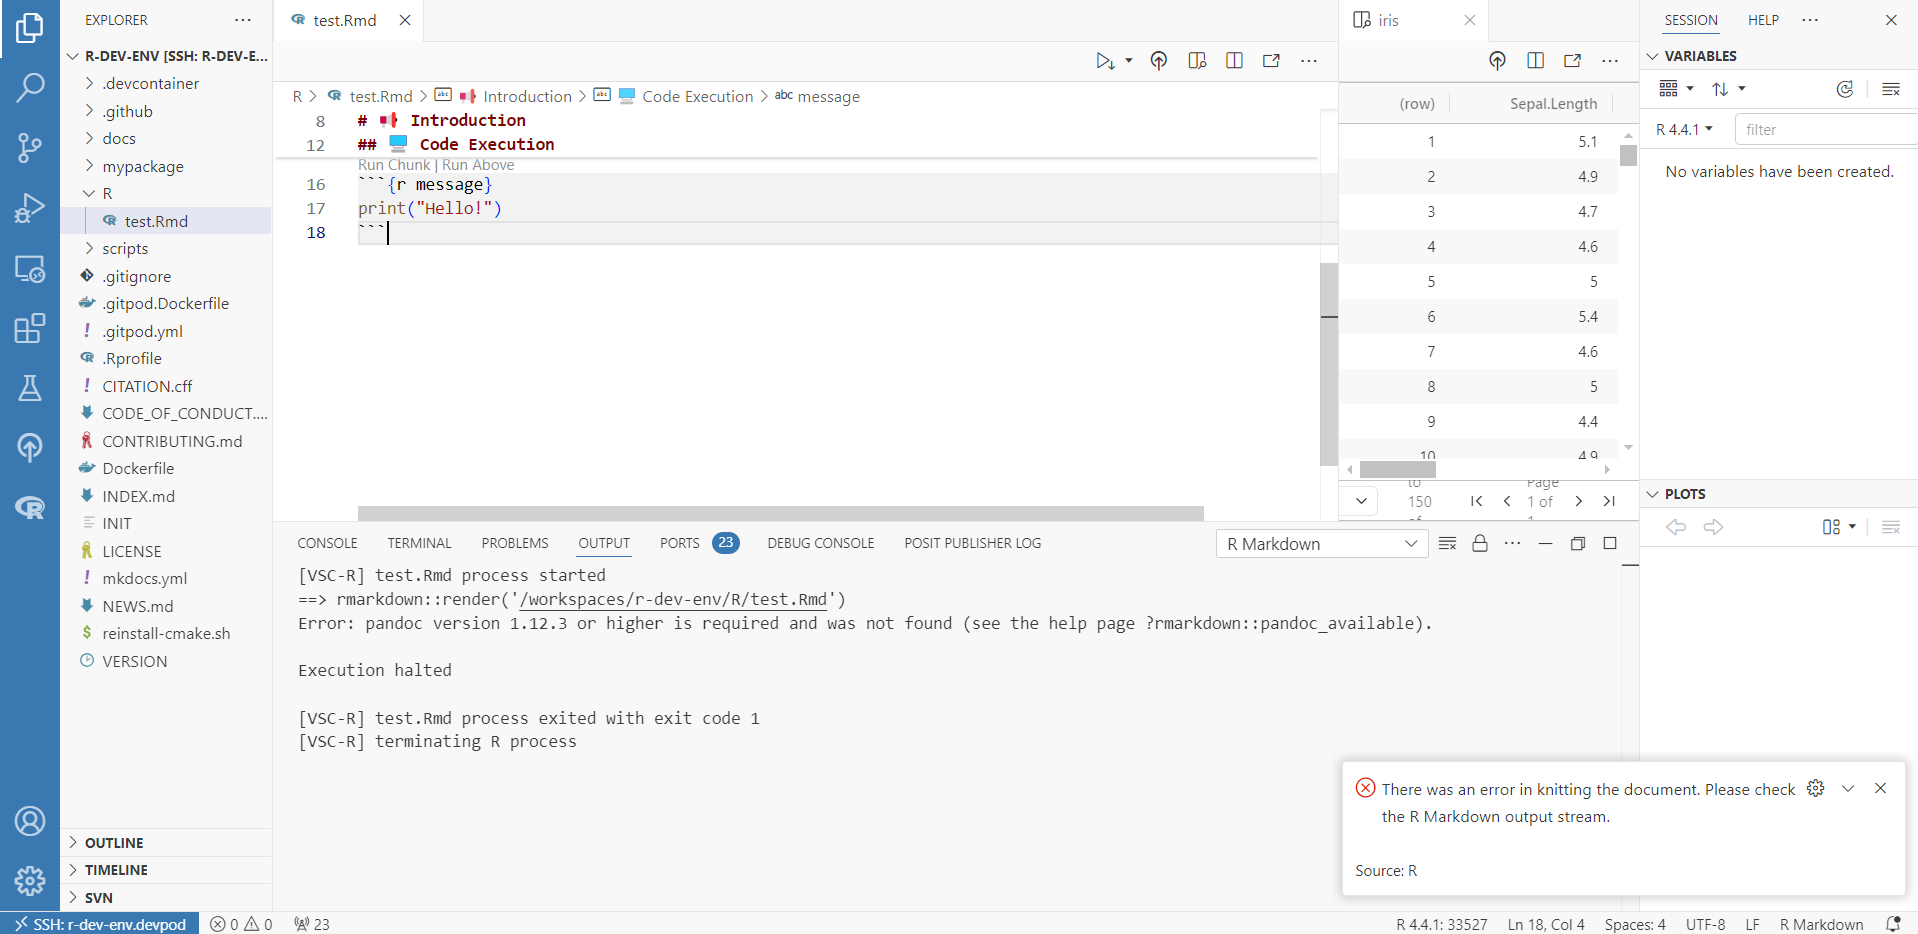 EXPLORER
R-DEV-ENV [SSH: R-DEV-E...
.devcontainer
.github
docs
mypackage
R
test.Rmd
scripts
.gitignore
.gitpod.Dockerfile
.gitpod.yml
.Rprofile
CITATION.cff
CODE_OF_CONDUCT....
CONTRIBUTING.md
Dockerfile
INDEX.md
INIT
LICENSE
mkdocs.yml
NEWS.md
reinstall-cmake.sh
VERSION
OUTLINE
TIMELINE
SVN
test.Rmd
R > test.Rmd > Introduction > Code Execution > abc message
8 # 📢 Introduction
12 ## 🖥️ Code Execution
Run Chunk | Run Above
16 ```{r message}
17 print("Hello!")
18 ```
iris
(row) Sepal.Length
1 5.1
2 4.9
3 4.7
4 4.6
5 5
6 5.4
7 4.6
8 5
9 4.4
10 4.9
to
150
of
Page
1 of
1
SESSION HELP
VARIABLES
R 4.4.1 filter
No variables have been created.
PLOTS
CONSOLE TERMINAL PROBLEMS OUTPUT PORTS 23 DEBUG CONSOLE POSIT PUBLISHER LOG
R Markdown
[VSC-R] test.Rmd process started
==> rmarkdown::render('/workspaces/r-dev-env/R/test.Rmd')
Error: pandoc version 1.12.3 or higher is required and was not found (see the help page ?rmarkdown::pandoc_available).
Execution halted
[VSC-R] test.Rmd process exited with exit code 1
[VSC-R] terminating R process
There was an error in knitting the document. Please check
the R Markdown output stream.
Source: R
SSH: r-dev-env.devpod 0 0 23
R 4.4.1: 33527 Ln 18, Col 4 Spaces: 4 UTF-8 LF R Markdown